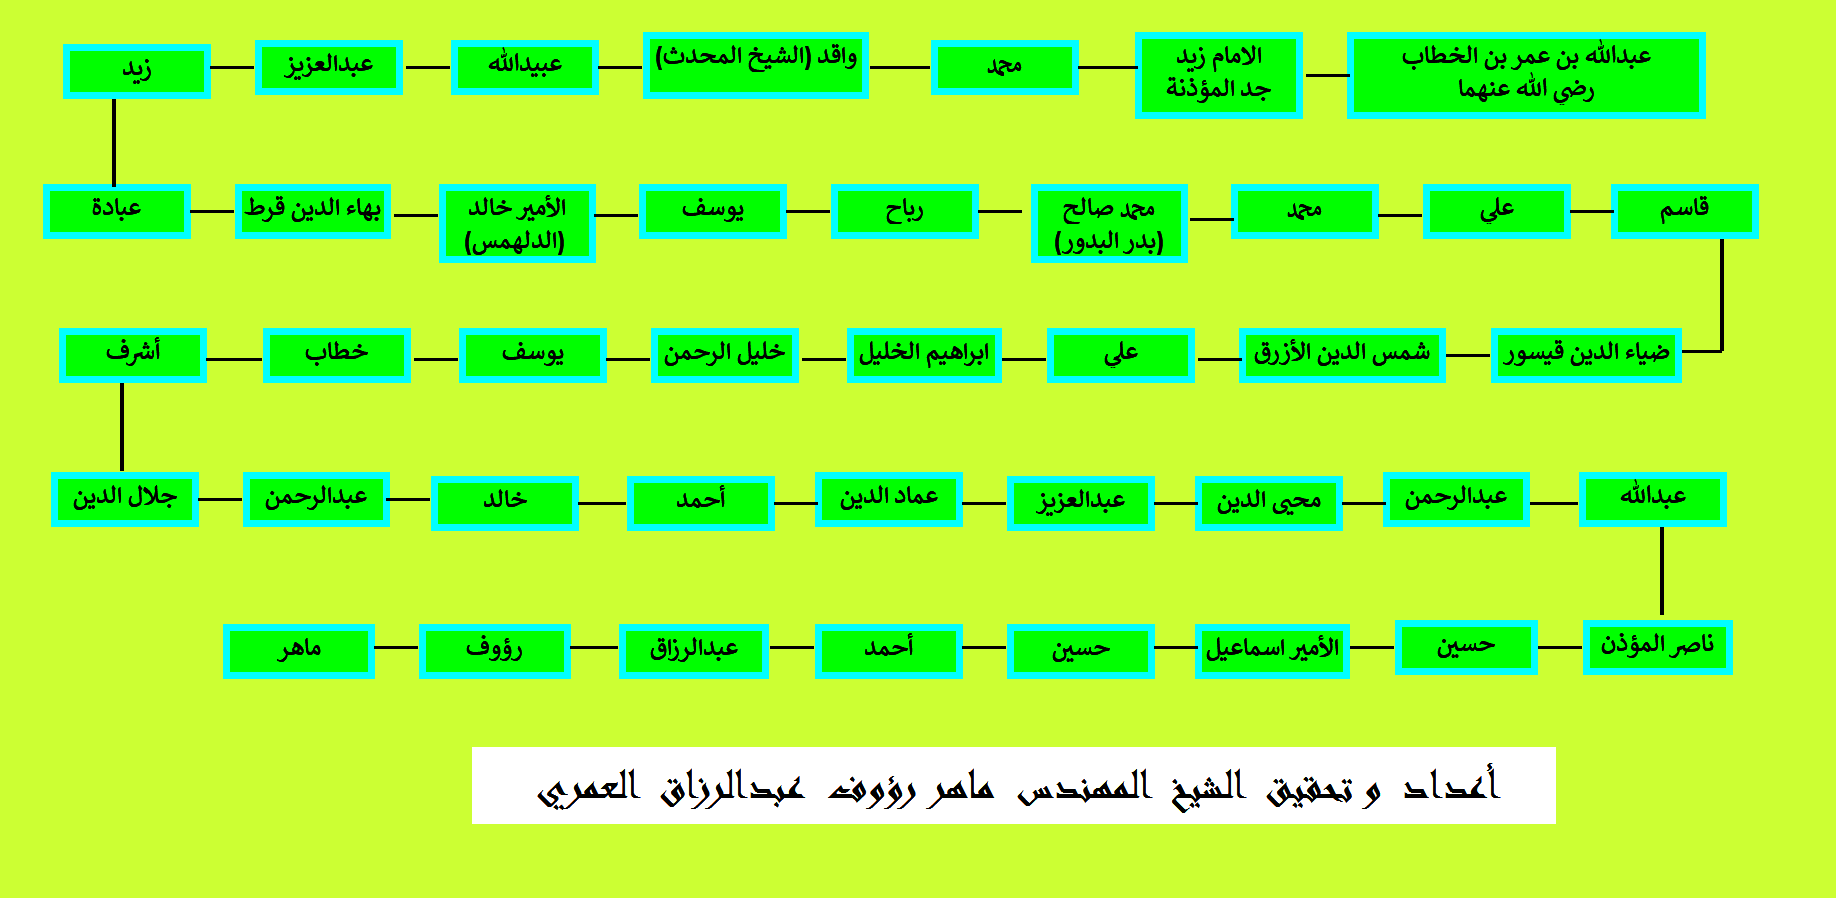 عبدالله بن عمر بن الخطاب
رضي الله عنهما
الامام زيد
جد المؤذنة
محمد
واقد (الشيخ المحدث)
عبيدالله
عبدالعزيز
زيد
قاسم
علي
محمد
محمد صالح
(بدر البدور)
رباح
يوسف
الأمير خالد
(الدلهمس)
بهاء الدين قرط
عبادة
ضياء الدين قيسور
شمس الدين الأزرق
علي
ابراهيم الخليل
خليل الرحمن
يوسف
خطاب
أشرف
عبدالله
عبدالرحمن
محيى الدين
عبدالعزيز
عماد الدين
أحمد
خالد
عبدالرحمن
جلال الدين
ناصر المؤذن
حسين
الأمير اسماعيل
حسين
أحمد
عبدالرزاق
رؤوف
ماهر
أعداد و تحقيق الشيخ المهندس ماهر رؤوف عبدالرزاق العمري